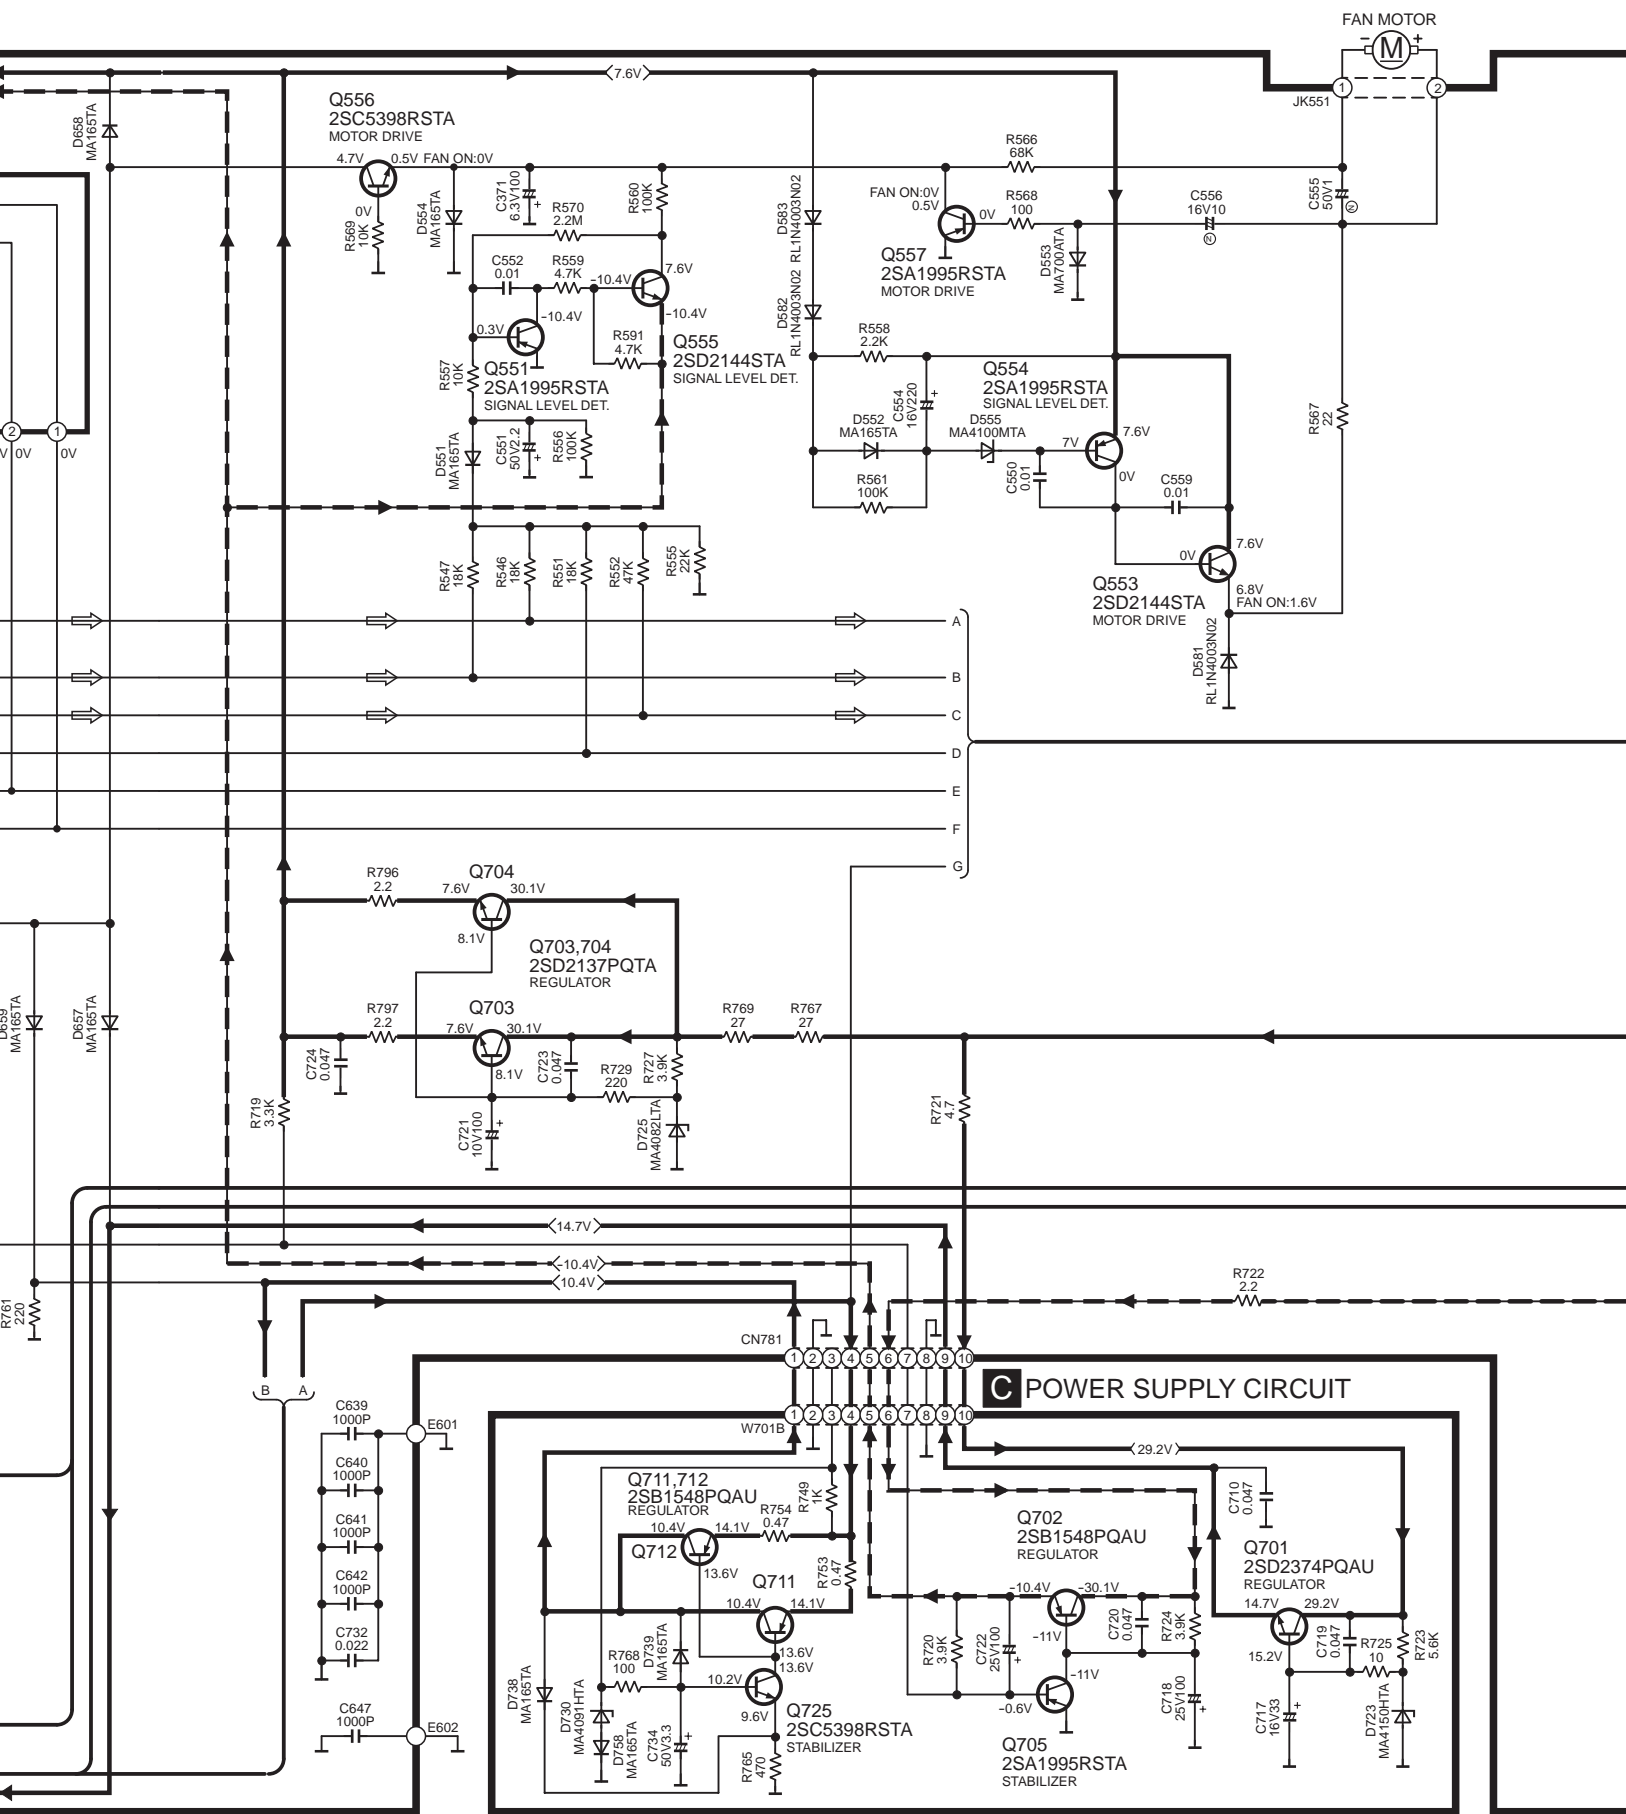 FAN MOTOR
- M +
JK551
1
2
7.6V
D658
MA165TA
Q556
2SC5398RSTA
MOTOR DRIVE
4.7V
0.5V FAN ON:0V
0V
R569
10K
D554
MA165TA
C371
6.3V100
+
R560
100K
R570
2.2M
C552
0.01
R559
4.7K
-10.4V
7.6V
-10.4V
-10.4V
0.3V
R591
4.7K
Q555
2SD2144STA
SIGNAL LEVEL DET.
R557
10K
Q551
2SA1995RSTA
SIGNAL LEVEL DET.
D551
MA165TA
C551
50V2.2
+
R556
100K
D583
RL1N4003N02
D582
RL1N4003N02
R566
68K
FAN ON:0V
0.5V
0V
R568
100
Q557
2SA1995RSTA
MOTOR DRIVE
D553
MA700ATA
C556
16V10
N
C555
50V1
N
R558
2.2K
C554
16V220
+
Q554
2SA1995RSTA
SIGNAL LEVEL DET.
D552
MA165TA
D555
MA4100MTA
7V
7.6V
0V
C550
0.01
R561
100K
C559
0.01
R567
22
0V
7.6V
Q553
2SD2144STA
MOTOR DRIVE
6.8V
FAN ON:1.6V
D581
RL1N4003N02
2
1
V
0V
0V
R547
18K
R546
18K
R551
18K
R552
47K
R555
22K
A
B
C
D
E
F
G
R796
2.2
Q704
7.6V
30.1V
8.1V
Q703,704
2SD2137PQTA
REGULATOR
R797
2.2
Q703
7.6V
30.1V
8.1V
C724
0.047
C723
0.047
R729
220
R727
3.9K
R769
27
R767
27
D659
MA165TA
D657
MA165TA
R719
3.3K
C721
10V100
+
D725
MA4082LTA
R721
4.7
14.7V
-10.4V
10.4V
R722
2.2
R761
220
CN781
1 2 3 4 5 6 7 8 9 10
C POWER SUPPLY CIRCUIT
W701B
1 2 3 4 5 6 7 8 9 10
B
A
C639
1000P
E601
C640
1000P
C641
1000P
C642
1000P
C732
0.022
C647
1000P
E602
29.2V
Q711,712
2SB1548PQAU
REGULATOR
R749
1K
R754
0.47
10.4V
14.1V
Q712
13.6V
R753
0.47
Q711
10.4V
14.1V
13.6V
13.6V
D739
MA165TA
R768
100
10.2V
9.6V
D738
MA165TA
D730
MA4091HTA
D758
MA165TA
C734
50V3.3
+
Q725
2SC5398RSTA
STABILIZER
R765
470
Q702
2SB1548PQAU
REGULATOR
-10.4V
-30.1V
-11V
-11V
-0.6V
R720
3.9K
C722
25V100
+
C720
0.047
R724
3.9K
C718
25V100
+
Q705
2SA1995RSTA
STABILIZER
C710
0.047
Q701
2SD2374PQAU
REGULATOR
14.7V
29.2V
15.2V
C719
0.047
R725
10
R723
5.6K
C717
16V33
+
D723
MA4150HTA